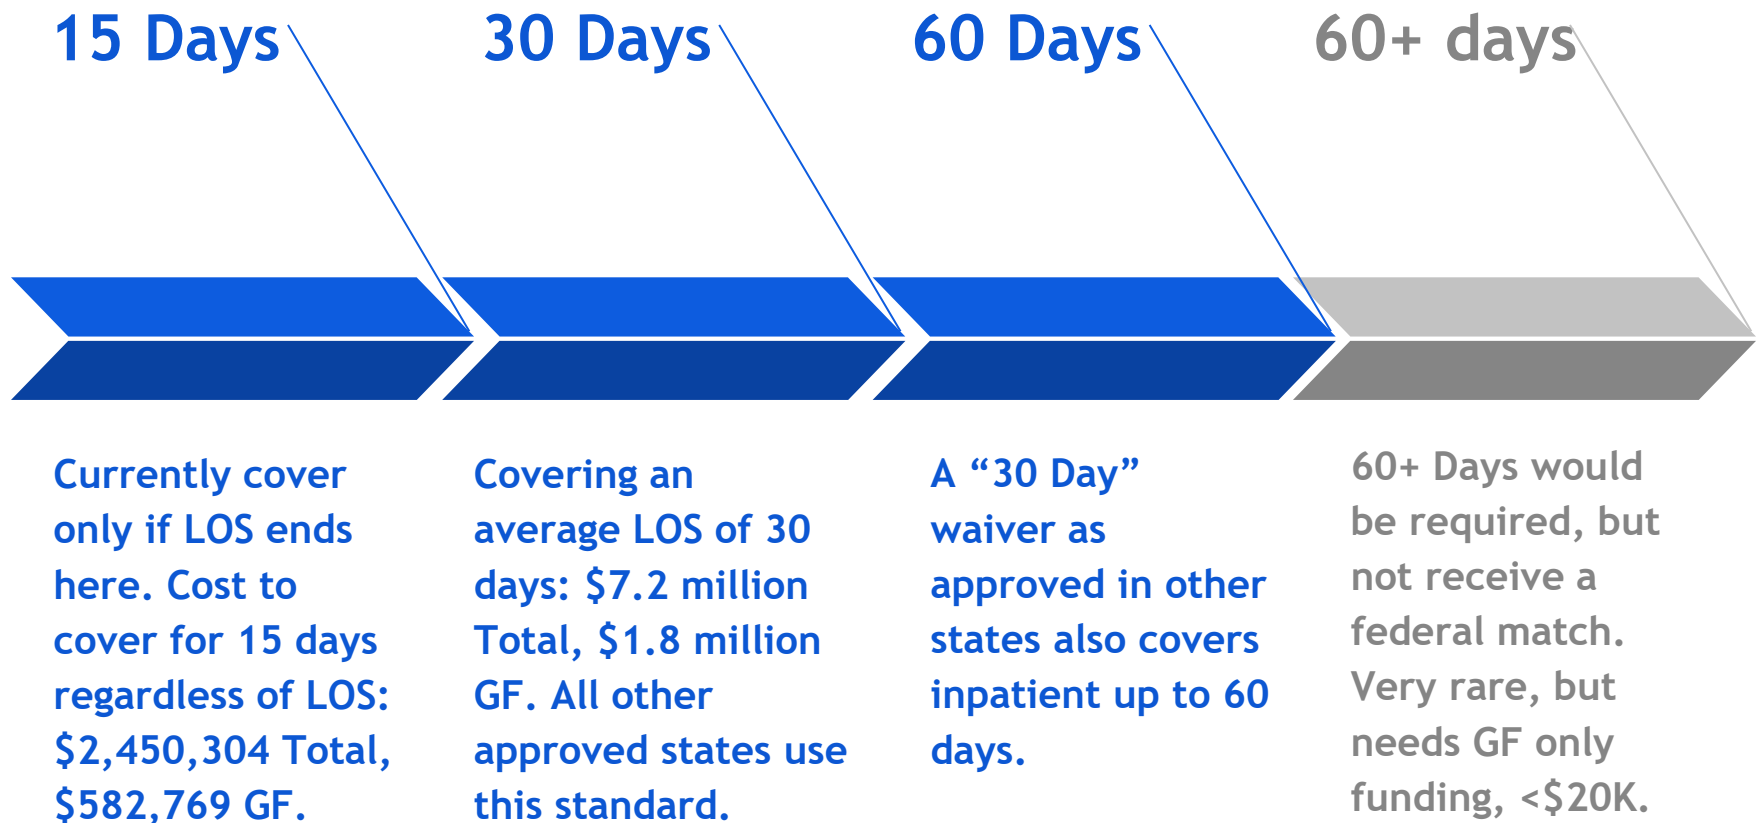 15 Days
Currently cover
only if LOS ends
here. Cost to
cover for 15 days
regardless of LOS:
$2,450,304 Total,
$582,769 GF.
30 Days
Covering an
average LOS of 30
days: $7.2 million
Total, $1.8 million
GF. All other
approved states use
this standard.
60 Days
A “30 Day”
waiver as
approved in other
states also covers
inpatient up to 60
days.
60+ days
60+ Days would
be required, but
not receive a
federal match.
Very rare, but
needs GF only
funding, <$20K.